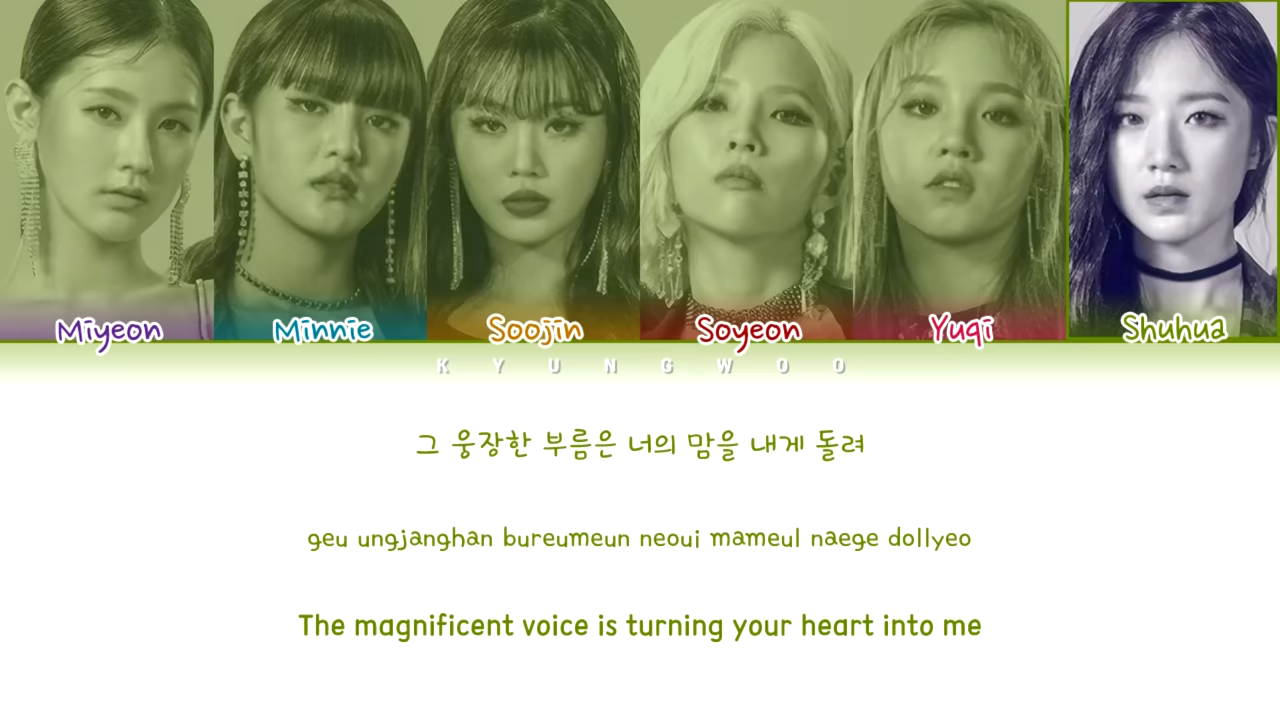 Miyeon Minnie Soojin Soyeon Yuqi Shuhua
KYUNGWOO
그 웅장한 부름은 너의 맘을 내게 돌려
geu ungjanghan bureumeun neoui mameul naege dollyeo
The magnificent voice is turning your heart into me